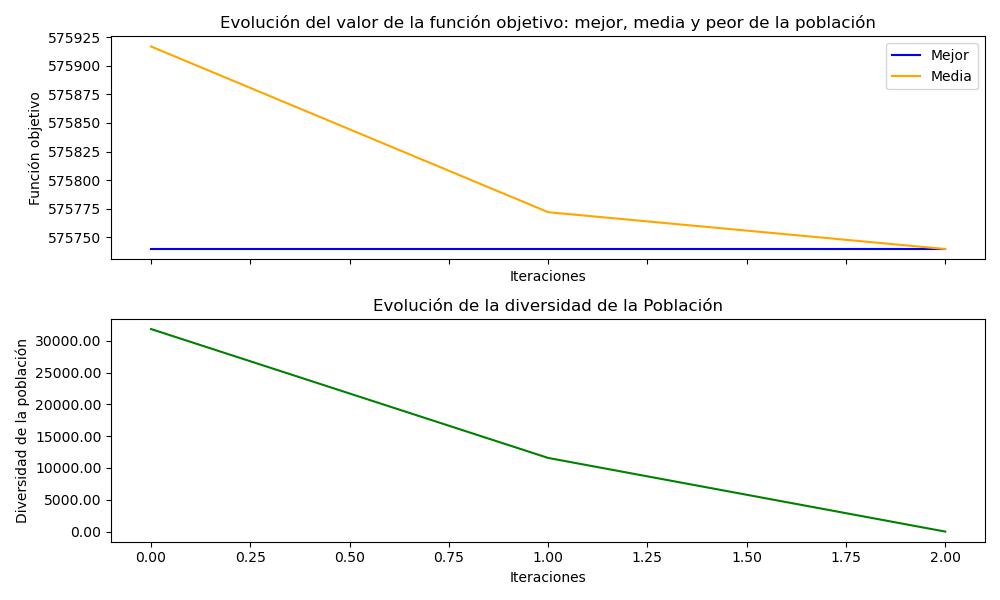 Evolución del valor de la función objetivo: mejor, media y peor de la población
575925
575900
575875
575850
575825
575800
575775
575750
Función objetivo
Mejor
Media
Iteraciones
Evolución de la diversidad de la Población
30000.00
25000.00
20000.00
15000.00
10000.00
5000.00
0.00
Diversidad de la población
0.00 0.25 0.50 0.75 1.00 1.25 1.50 1.75 2.00
Iteraciones